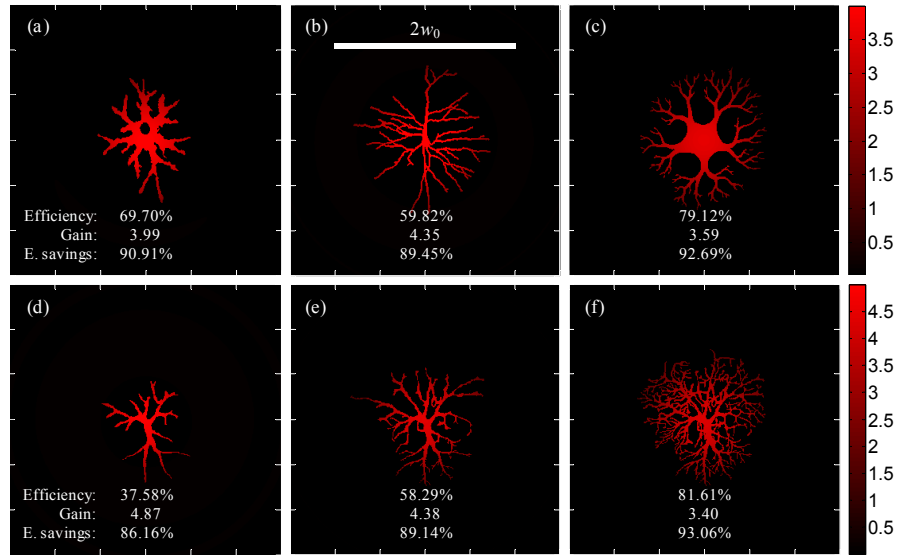 (a)
(b)
2w₀
(c)
Efficiency: 69.70% 59.82% 79.12%
Gain: 3.99 4.35 3.59
E. savings: 90.91% 89.45% 92.69%
3.5
3
2.5
2
1.5
1
0.5
(d)
(e)
(f)
Efficiency: 37.58% 58.29% 81.61%
Gain: 4.87 4.38 3.40
E. savings: 86.16% 89.14% 93.06%
4.5
4
3.5
3
2.5
2
1.5
1
0.5